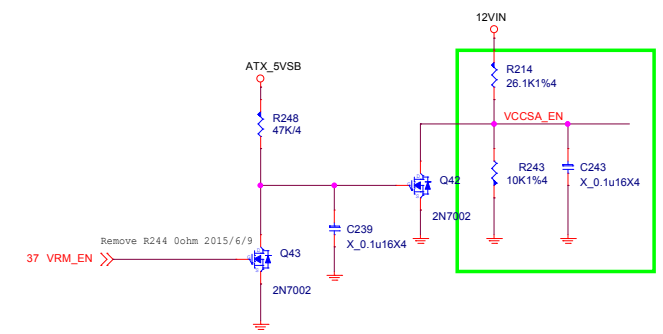 12VIN
ATX_5VSB
R214
26.1K1%4
R248
47K/4
VCCSA_EN
R243
10K1%4
C243
X_0.1u16X4
Q42
2N7002
C239
X_0.1u16X4
Remove R244 0ohm 2015/6/9
Q43
37 VRM_EN
2N7002